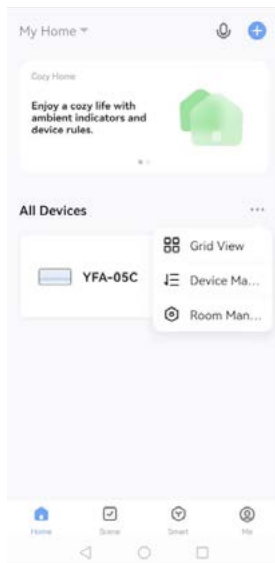 My Home
Cozy Home
Enjoy a cozy life with
ambient indicators and
device rules.
All Devices
Grid View
YFA-05C
Device Ma...
Room Man...
Home
Scene
Smart
Me